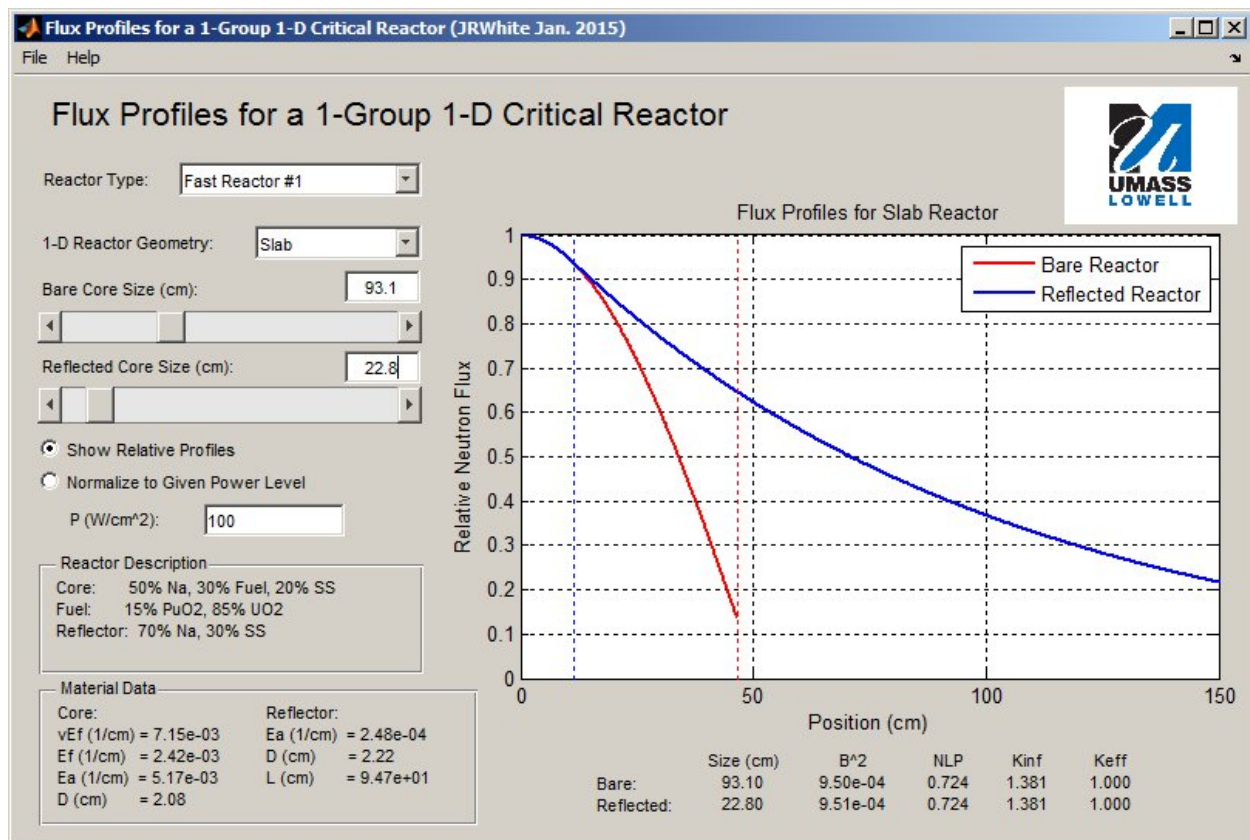 Flux Profiles for a 1-Group 1-D Critical Reactor (JRWhite Jan. 2015)
File Help
Flux Profiles for a 1-Group 1-D Critical Reactor
UMASS
LOWELL
Reactor Type: Fast Reactor #1
1-D Reactor Geometry: Slab
Bare Core Size (cm): 93.1
Reflected Core Size (cm): 22.8
Show Relative Profiles
Normalize to Given Power Level
P (W/cm^2): 100
Reactor Description
Core: 50% Na, 30% Fuel, 20% SS
Fuel: 15% PuO2, 85% UO2
Reflector: 70% Na, 30% SS
Material Data
Core: Reflector:
vEf (1/cm) = 7.15e-03 Ea (1/cm) = 2.48e-04
Ef (1/cm) = 2.42e-03 D (cm) = 2.22
Ea (1/cm) = 5.17e-03 L (cm) = 9.47e+01
D (cm) = 2.08
Flux Profiles for Slab Reactor
Bare Reactor
Reflected Reactor
Relative Neutron Flux
1
0.9
0.8
0.7
0.6
0.5
0.4
0.3
0.2
0.1
0
0 50 100 150
Position (cm)
Size (cm) B^2 NLP Kinf Keff
Bare: 93.10 9.50e-04 0.724 1.381 1.000
Reflected: 22.80 9.51e-04 0.724 1.381 1.000